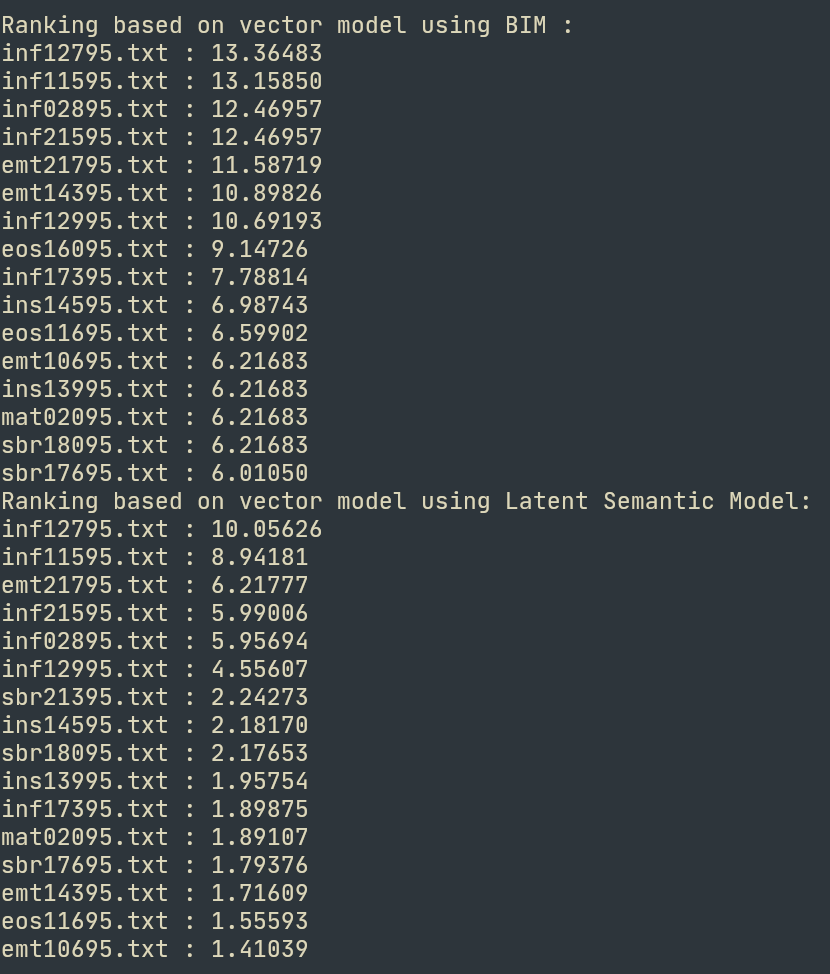 Ranking based on vector model using BIM :
inf12795.txt : 13.36483
inf11595.txt : 13.15850
inf02895.txt : 12.46957
inf21595.txt : 12.46957
emt21795.txt : 11.58719
emt14395.txt : 10.89826
inf12995.txt : 10.69193
eos16095.txt : 9.14726
inf17395.txt : 7.78814
ins14595.txt : 6.98743
eos11695.txt : 6.59902
emt10695.txt : 6.21683
ins13995.txt : 6.21683
mat02095.txt : 6.21683
sbr18095.txt : 6.21683
sbr17695.txt : 6.01050
Ranking based on vector model using Latent Semantic Model:
inf12795.txt : 10.05626
inf11595.txt : 8.94181
emt21795.txt : 6.21777
inf21595.txt : 5.99006
inf02895.txt : 5.95694
inf12995.txt : 4.55607
sbr21395.txt : 2.24273
ins14595.txt : 2.18170
sbr18095.txt : 2.17653
ins13995.txt : 1.95754
inf17395.txt : 1.89875
mat02095.txt : 1.89107
sbr17695.txt : 1.79376
emt14395.txt : 1.71609
eos11695.txt : 1.55593
emt10695.txt : 1.41039